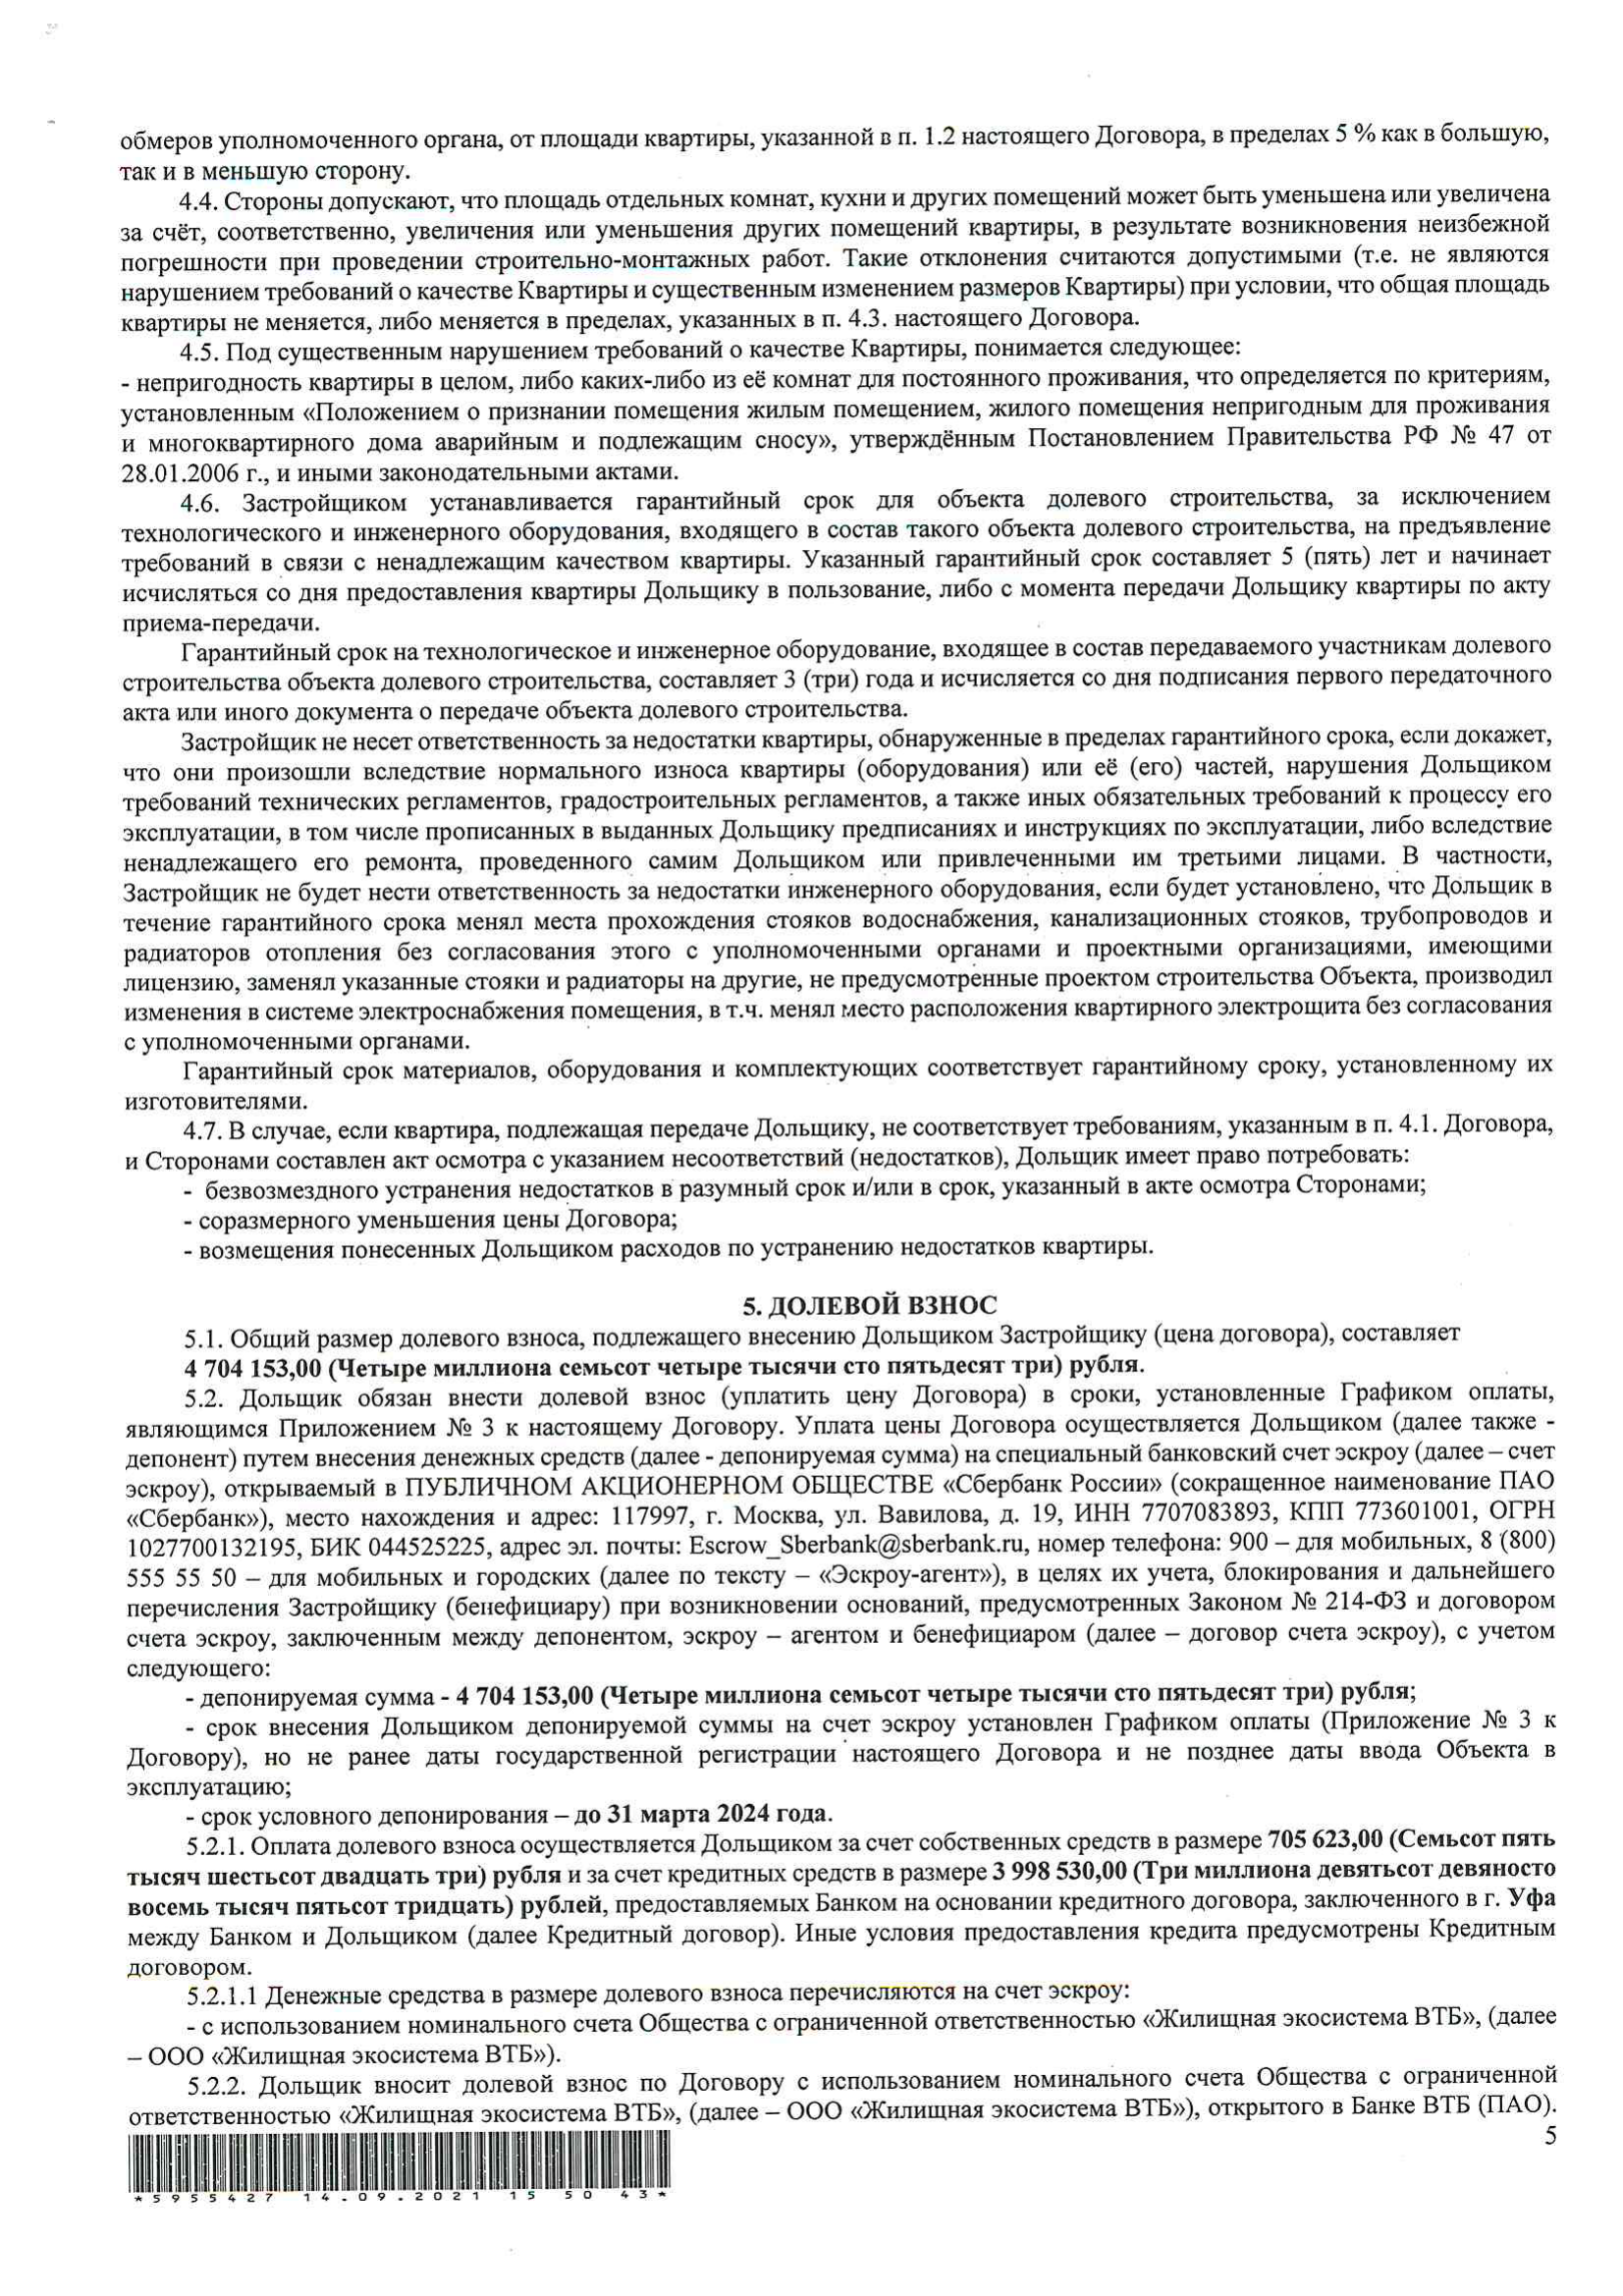 обмеров уполномоченного органа, от площади квартиры, указанной в п. 1.2 настоящего Договора, в пределах 5 % как в большую,
так и в меньшую сторону.
4.4. Стороны допускают, что площадь отдельных комнат, кухни и других помещений может быть уменьшена или увеличена
за счёт, соответственно, увеличения или уменьшения других помещений квартиры, в результате возникновения неизбежной
погрешности при проведении строительно-монтажных работ. Такие отклонения считаются допустимыми (т.е. не являются
нарушением требований о качестве Квартиры и существенным изменением размеров Квартиры) при условии, что общая площадь
квартиры не меняется, либо меняется в пределах, указанных в п. 4.3. настоящего Договора.
4.5. Под существенным нарушением требований о качестве Квартиры, понимается следующее:
- непригодность квартиры в целом, либо каких-либо из её комнат для постоянного проживания, что определяется по критериям,
установленным «Положением о признании помещения жилым помещением, жилого помещения непригодным для проживания
и многоквартирного дома аварийным и подлежащим сносу», утверждённым Постановлением Правительства РФ № 47 от
28.01.2006 г., и иными законодательными актами.
4.6. Застройщиком устанавливается гарантийный срок для объекта долевого строительства, за исключением
технологического и инженерного оборудования, входящего в состав такого объекта долевого строительства, на предъявление
требований в связи с ненадлежащим качеством квартиры. Указанный гарантийный срок составляет 5 (пять) лет и начинает
исчисляться со дня предоставления квартиры Дольщику в пользование, либо с момента передачи Дольщику квартиры по акту
приема-передачи.
Гарантийный срок на технологическое и инженерное оборудование, входящее в состав передаваемого участникам долевого
строительства объекта долевого строительства, составляет 3 (три) года и исчисляется со дня подписания первого передаточного
акта или иного документа о передаче объекта долевого строительства.
Застройщик не несет ответственность за недостатки квартиры, обнаруженные в пределах гарантийного срока, если докажет,
что они произошли вследствие нормального износа квартиры (оборудования) или её (его) частей, нарушения Дольщиком
требований технических регламентов, градостроительных регламентов, а также иных обязательных требований к процессу его
эксплуатации, в том числе прописанных в выданных Дольщику предписаниях и инструкциях по эксплуатации, либо вследствие
ненадлежащего его ремонта, проведенного самим Дольщиком или привлеченными им третьими лицами. В частности,
Застройщик не будет нести ответственность за недостатки инженерного оборудования, если будет установлено, что Дольщик в
течение гарантийного срока менял места прохождения стояков водоснабжения, канализационных стояков, трубопроводов и
радиаторов отопления без согласования этого с уполномоченными органами и проектными организациями, имеющими
лицензию, заменял указанные стояки и радиаторы на другие, не предусмотренные проектом строительства Объекта, производил
изменения в системе электроснабжения помещения, в т.ч. менял место расположения квартирного электрощита без согласования
с уполномоченными органами.
Гарантийный срок материалов, оборудования и комплектующих соответствует гарантийному сроку, установленному их
изготовителями.
4.7. В случае, если квартира, подлежащая передаче Дольщику, не соответствует требованиям, указанным в п. 4.1. Договора,
и Сторонами составлен акт осмотра с указанием несоответствий (недостатков), Дольщик имеет право потребовать:
- безвозмездного устранения недостатков в разумный срок и/или в срок, указанный в акте осмотра Сторонами;
- соразмерного уменьшения цены Договора;
- возмещения понесенных Дольщиком расходов по устранению недостатков квартиры.
5. ДОЛЕВОЙ ВЗНОС
5.1. Общий размер долевого взноса, подлежащего внесению Дольщиком Застройщику (цена договора), составляет
4 704 153,00 (Четыре миллиона семьсот четыре тысячи сто пятьдесят три) рубля.
5.2. Дольщик обязан внести долевой взнос (уплатить цену Договора) в сроки, установленные Графиком оплаты,
являющимся Приложением № 3 к настоящему Договору. Уплата цены Договора осуществляется Дольщиком (далее также -
депонент) путем внесения денежных средств (далее - депонируемая сумма) на специальный банковский счет эскроу (далее – счет
эскроу), открываемый в ПУБЛИЧНОМ АКЦИОНЕРНОМ ОБЩЕСТВЕ «Сбербанк России» (сокращенное наименование ПАО
«Сбербанк»), место нахождения и адрес: 117997, г. Москва, ул. Вавилова, д. 19, ИНН 7707083893, КПП 773601001, ОГРН
1027700132195, БИК 044525225, адрес эл. почты: Escrow_Sberbank@sberbank.ru, номер телефона: 900 – для мобильных, 8 (800)
555 55 50 – для мобильных и городских (далее по тексту – «Эскроу-агент»), в целях их учета, блокирования и дальнейшего
перечисления Застройщику (бенефициару) при возникновении оснований, предусмотренных Законом № 214-ФЗ и договором
счета эскроу, заключенным между депонентом, эскроу – агентом и бенефициаром (далее – договор счета эскроу), с учетом
следующего:
- депонируемая сумма - 4 704 153,00 (Четыре миллиона семьсот четыре тысячи сто пятьдесят три) рубля;
- срок внесения Дольщиком депонируемой суммы на счет эскроу установлен Графиком оплаты (Приложение № 3 к
Договору), но не ранее даты государственной регистрации настоящего Договора и не позднее даты ввода Объекта в
эксплуатацию;
- срок условного депонирования – до 31 марта 2024 года.
5.2.1. Оплата долевого взноса осуществляется Дольщиком за счет собственных средств в размере 705 623,00 (Семьсот пять
тысяч шестьсот двадцать три) рубля и за счет кредитных средств в размере 3 998 530,00 (Три миллиона девятьсот девяносто
восемь тысяч пятьсот тридцать) рублей, предоставляемых Банком на основании кредитного договора, заключенного в г. Уфа
между Банком и Дольщиком (далее Кредитный договор). Иные условия предоставления кредита предусмотрены Кредитным
договором.
5.2.1.1 Денежные средства в размере долевого взноса перечисляются на счет эскроу:
- с использованием номинального счета Общества с ограниченной ответственностью «Жилищная экосистема ВТБ», (далее
– ООО «Жилищная экосистема ВТБ»).
5.2.2. Дольщик вносит долевой взнос по Договору с использованием номинального счета Общества с ограниченной
ответственностью «Жилищная экосистема ВТБ», (далее – ООО «Жилищная экосистема ВТБ»), открытого в Банке ВТБ (ПАО).
5
*5955427 14.09.2021 15 50 43*